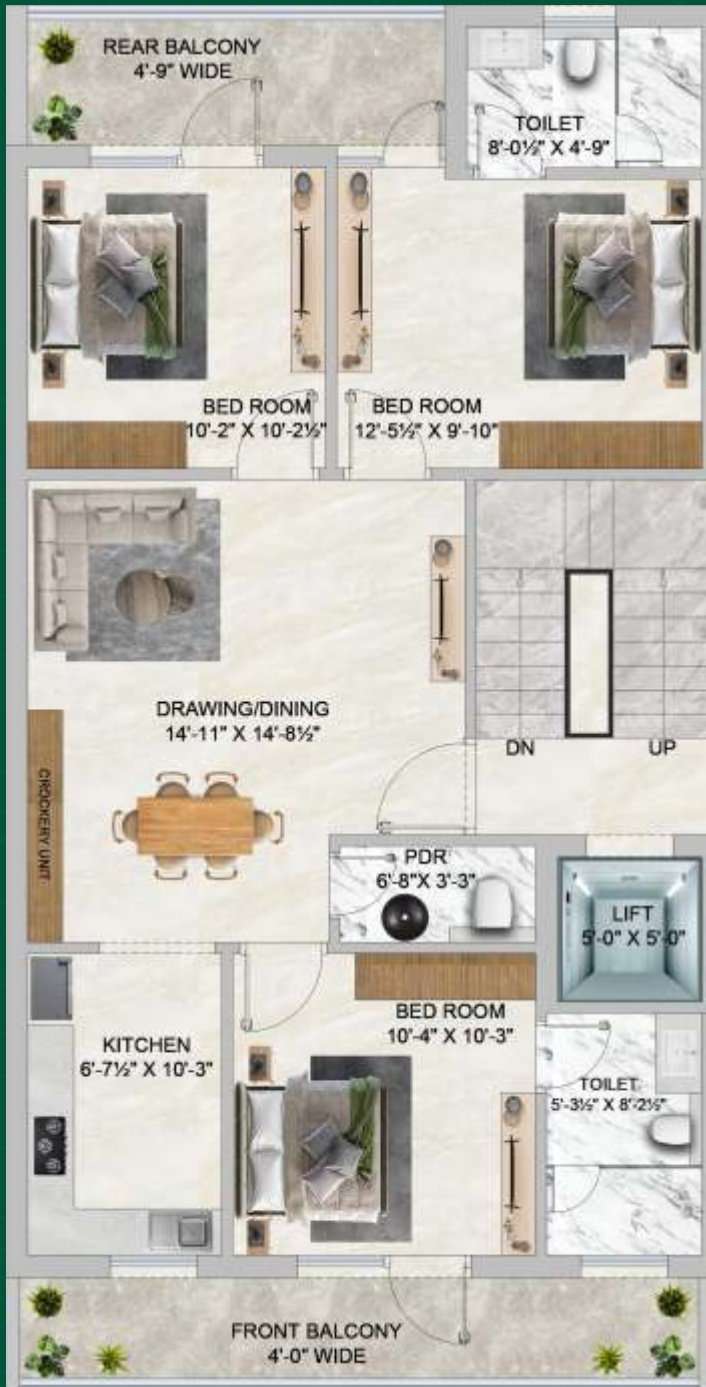 REAR BALCONY
4'-9" WIDE
TOILET
8'-0½" X 4'-9"
BED ROOM
10'-2" X 10'-2½"
BED ROOM
12'-5½" X 9'-10"
DRAWING/DINING
14'-11" X 14'-8½"
DN
UP
CROCKERY UNIT
PDR
6'-8"X 3'-3"
LIFT
5'-0" X 5'-0"
BED ROOM
10'-4" X 10'-3"
KITCHEN
6'-7½" X 10'-3"
TOILET
5'-3½" X 8'-2½"
FRONT BALCONY
4'-0" WIDE